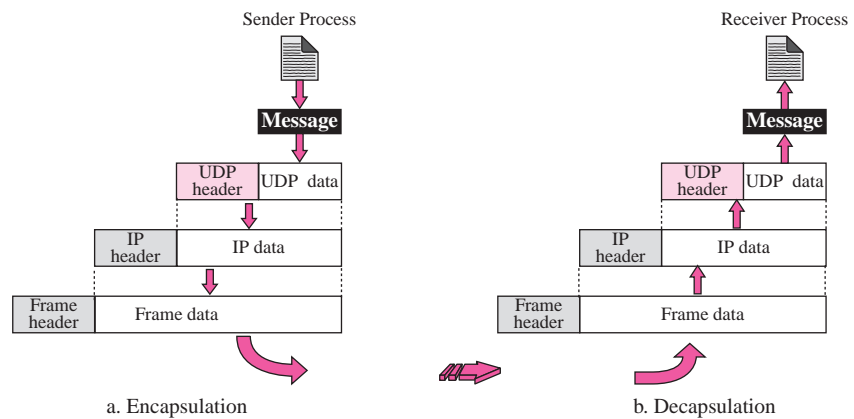 Sender Process
Receiver Process
Message
Message
UDP
header
UDP data
UDP
header
UDP data
IP
header
IP data
IP
header
IP data
Frame
header
Frame data
Frame
header
Frame data
a. Encapsulation
b. Decapsulation